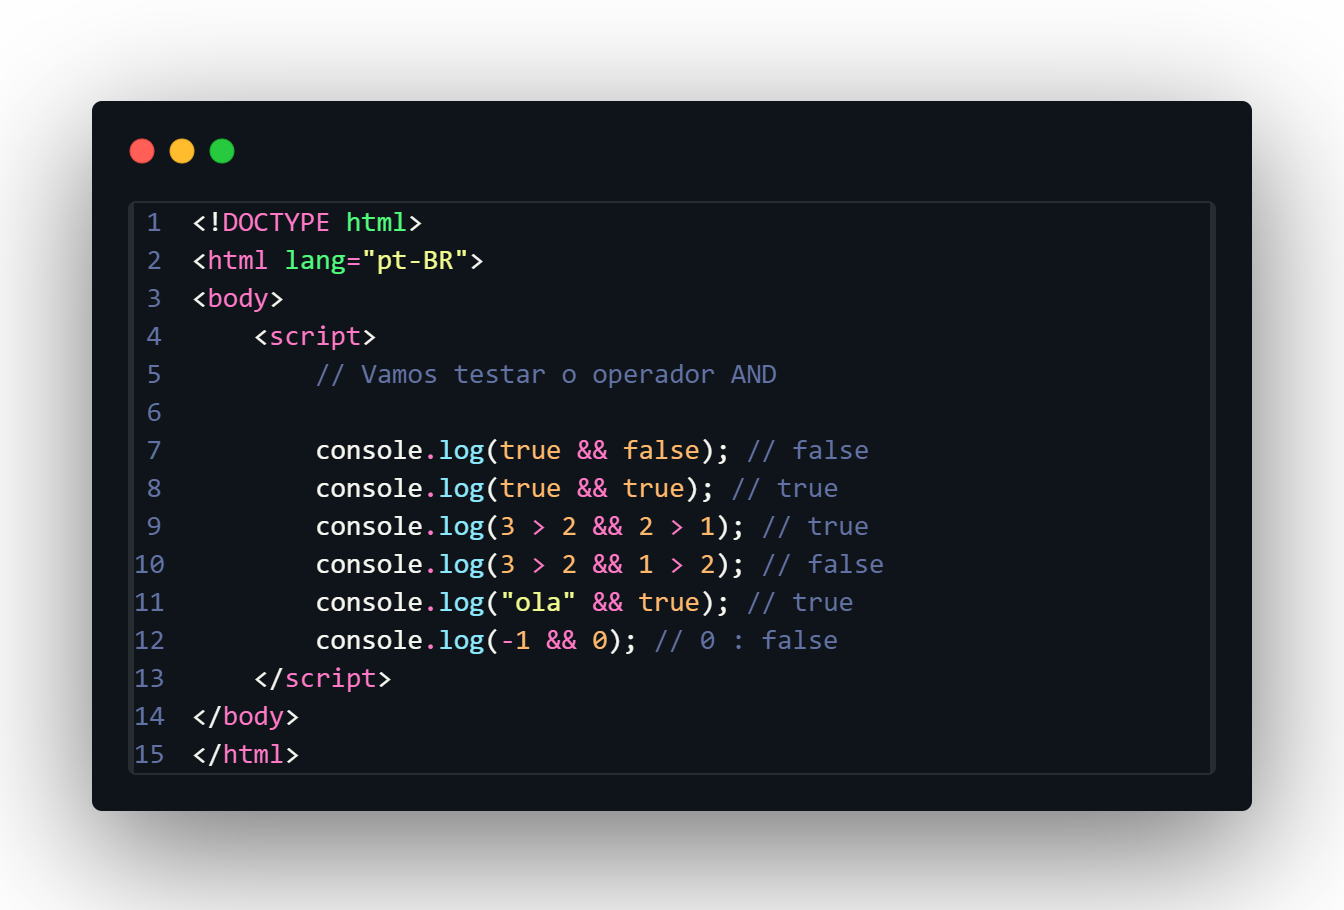 1 <!DOCTYPE html>
2 <html lang="pt-BR">
3 <body>
4     <script>
5         // Vamos testar o operador AND
6
7         console.log(true && false); // false
8         console.log(true && true); // true
9         console.log(3 > 2 && 2 > 1); // true
10         console.log(3 > 2 && 1 > 2); // false
11         console.log("ola" && true); // true
12         console.log(-1 && 0); // 0 : false
13     </script>
14 </body>
15 </html>